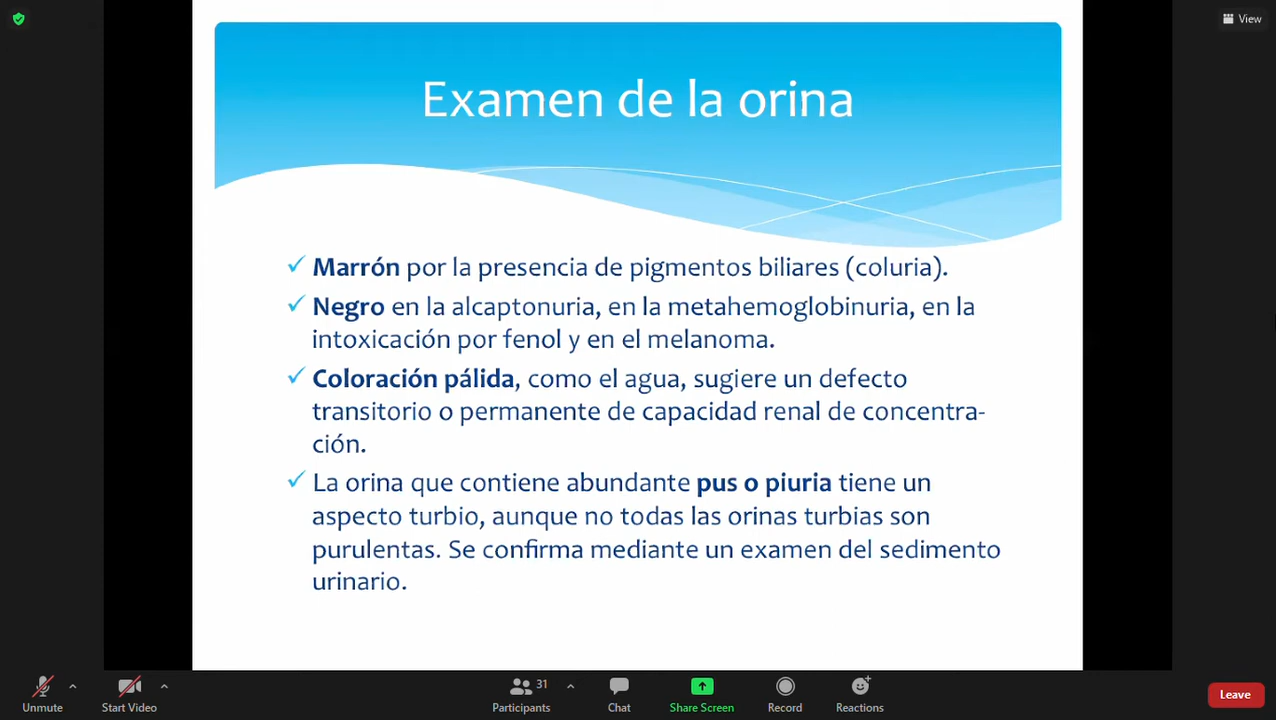 View
Examen de la orina
Marrón por la presencia de pigmentos biliares (coluria).
Negro en la alcaptonuria, en la metahemoglobinuria, en la
intoxicación por fenol y en el melanoma.
Coloración pálida, como el agua, sugiere un defecto
transitorio o permanente de capacidad renal de concentra-
ción.
La orina que contiene abundante pus o piuria tiene un
aspecto turbio, aunque no todas las orinas turbias son
purulentas. Se confirma mediante un examen del sedimento
urinario.
31
Unmute Start Video Participants Chat Share Screen Record Reactions Leave